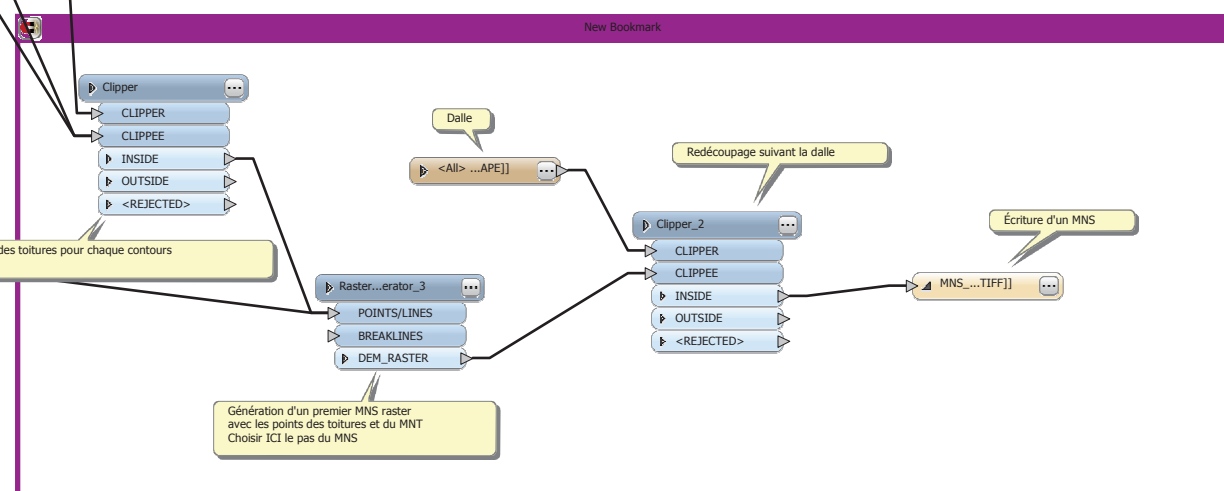 New Bookmark
Clipper
CLIPPER
CLIPPEE
INSIDE
OUTSIDE
<REJECTED>
des toitures pour chaque contours
Dalle
<All> ...APE]]
Raster...erator_3
POINTS/LINES
BREAKLINES
DEM_RASTER
Génération d'un premier MNS raster
avec les points des toitures et du MNT
Choisir ICI le pas du MNS
Redécoupage suivant la dalle
Clipper_2
CLIPPER
CLIPPEE
INSIDE
OUTSIDE
<REJECTED>
Écriture d'un MNS
MNS_...TIFF]]